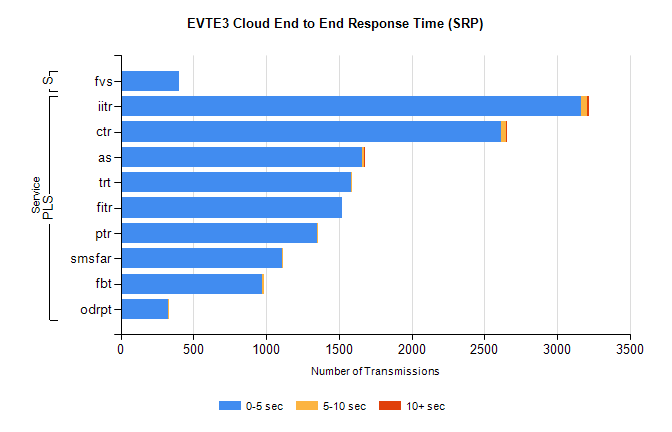 EVTE3 Cloud End to End Response Time (SRP)
S
fvs
Service
PLS
iitr
ctr
as
trt
fitr
ptr
smsfar
fbt
odrpt
0 500 1000 1500 2000 2500 3000 3500
Number of Transmissions
0-5 sec 5-10 sec 10+ sec